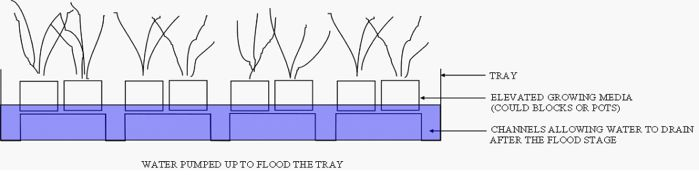 TRAY
ELEVATED GROWING MEDIA
(COULD BLOCKS OR POTS)
CHANNELS ALLOWING WATER TO DRAIN
AFTER THE FLOOD STAGE
WATER PUMPED UP TO FLOOD THE TRAY